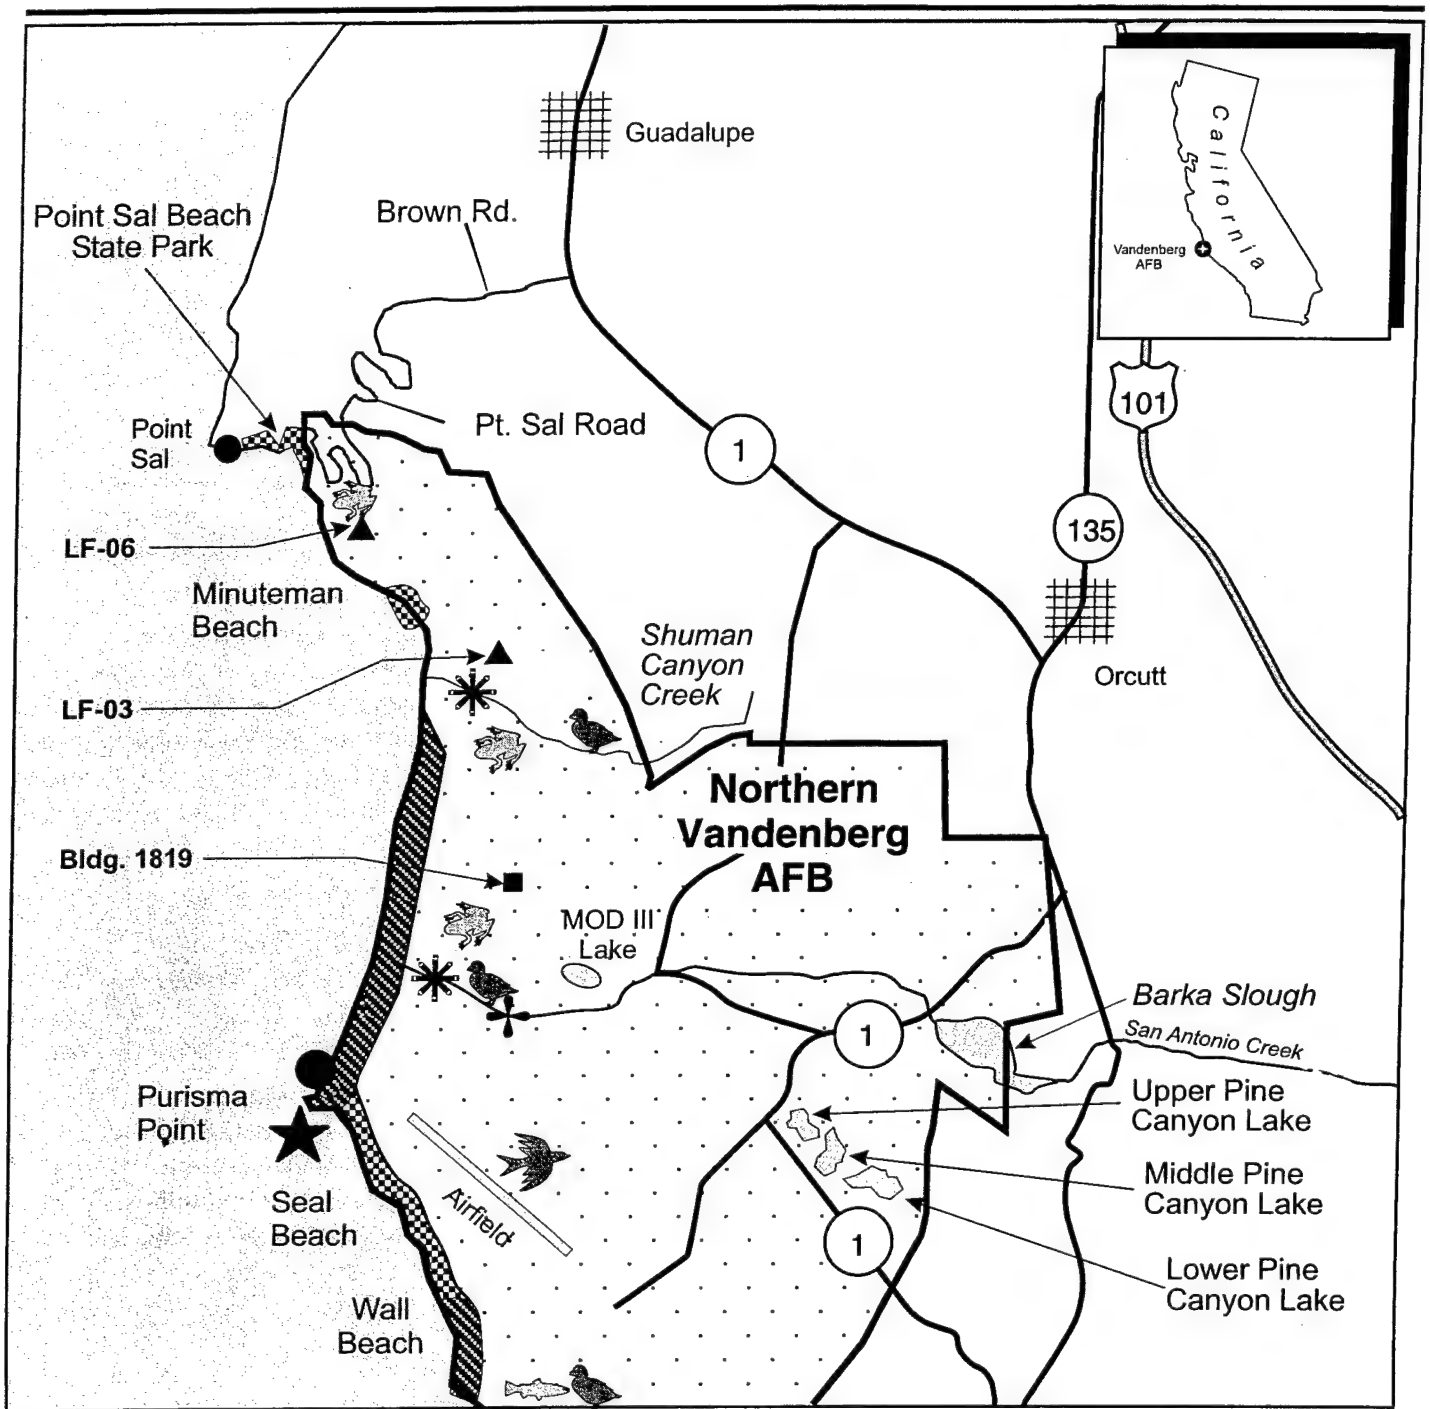 Guadalupe
California
Vandenberg
AFB
Point Sal Beach
State Park
Brown Rd.
101
Point
Sal
Pt. Sal Road
1
135
LF-06
Minuteman
Beach
Shuman
Canyon
Creek
Orcutt
LF-03
Northern
Vandenberg
AFB
Bldg. 1819
MOD III
Lake
Barka Slough
1
San Antonio Creek
Purisma
Point
Upper Pine
Canyon Lake
Middle Pine
Canyon Lake
Seal
Beach
Airfield
1
Lower Pine
Canyon Lake
Wall
Beach